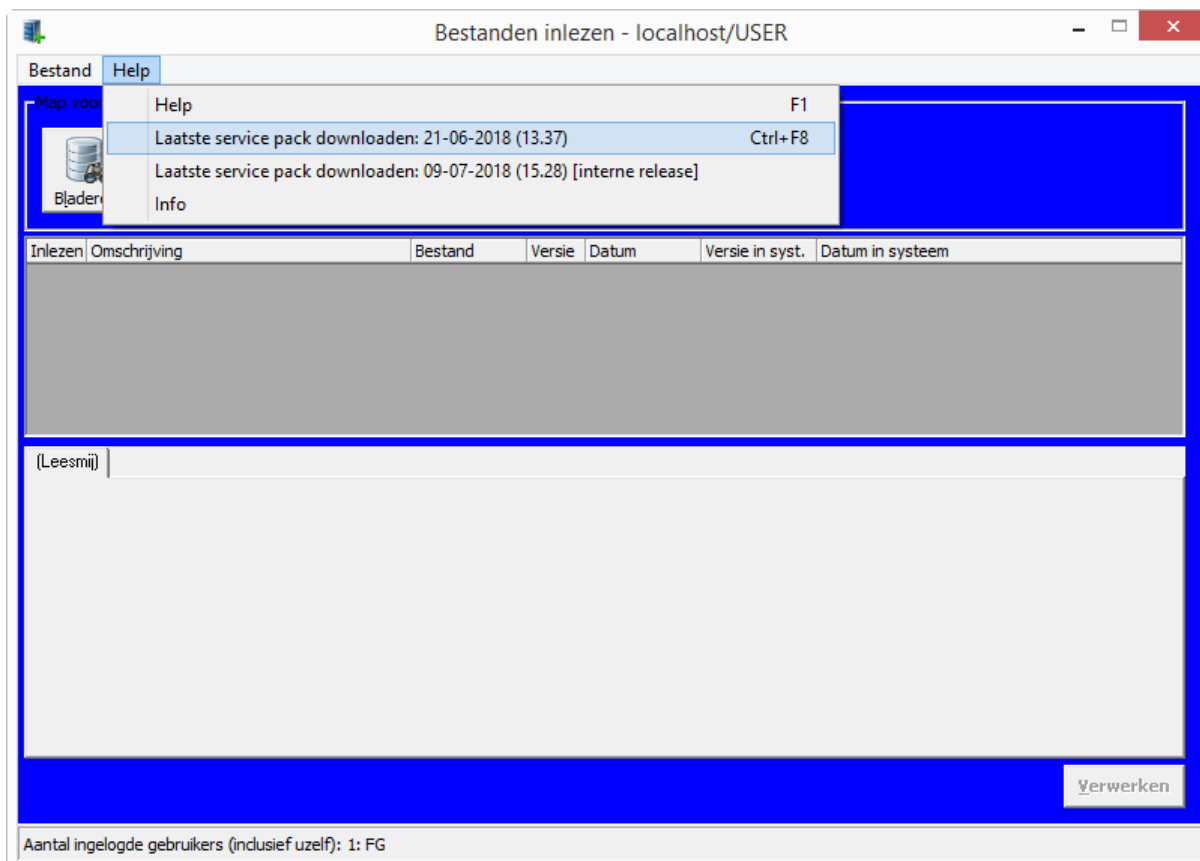 Bestanden inlezen - localhost/USER
Bestand Help
Map voor
Help F1
Laatste service pack downloaden: 21-06-2018 (13.37) Ctrl+F8
Laatste service pack downloaden: 09-07-2018 (15.28) [interne release]
Info
Inlezen Omschrijving Bestand Versie Datum Versie in syst. Datum in systeem
(Leesmij)
Verwerken
Aantal ingelogde gebruikers (inclusief uzelf): 1: FG